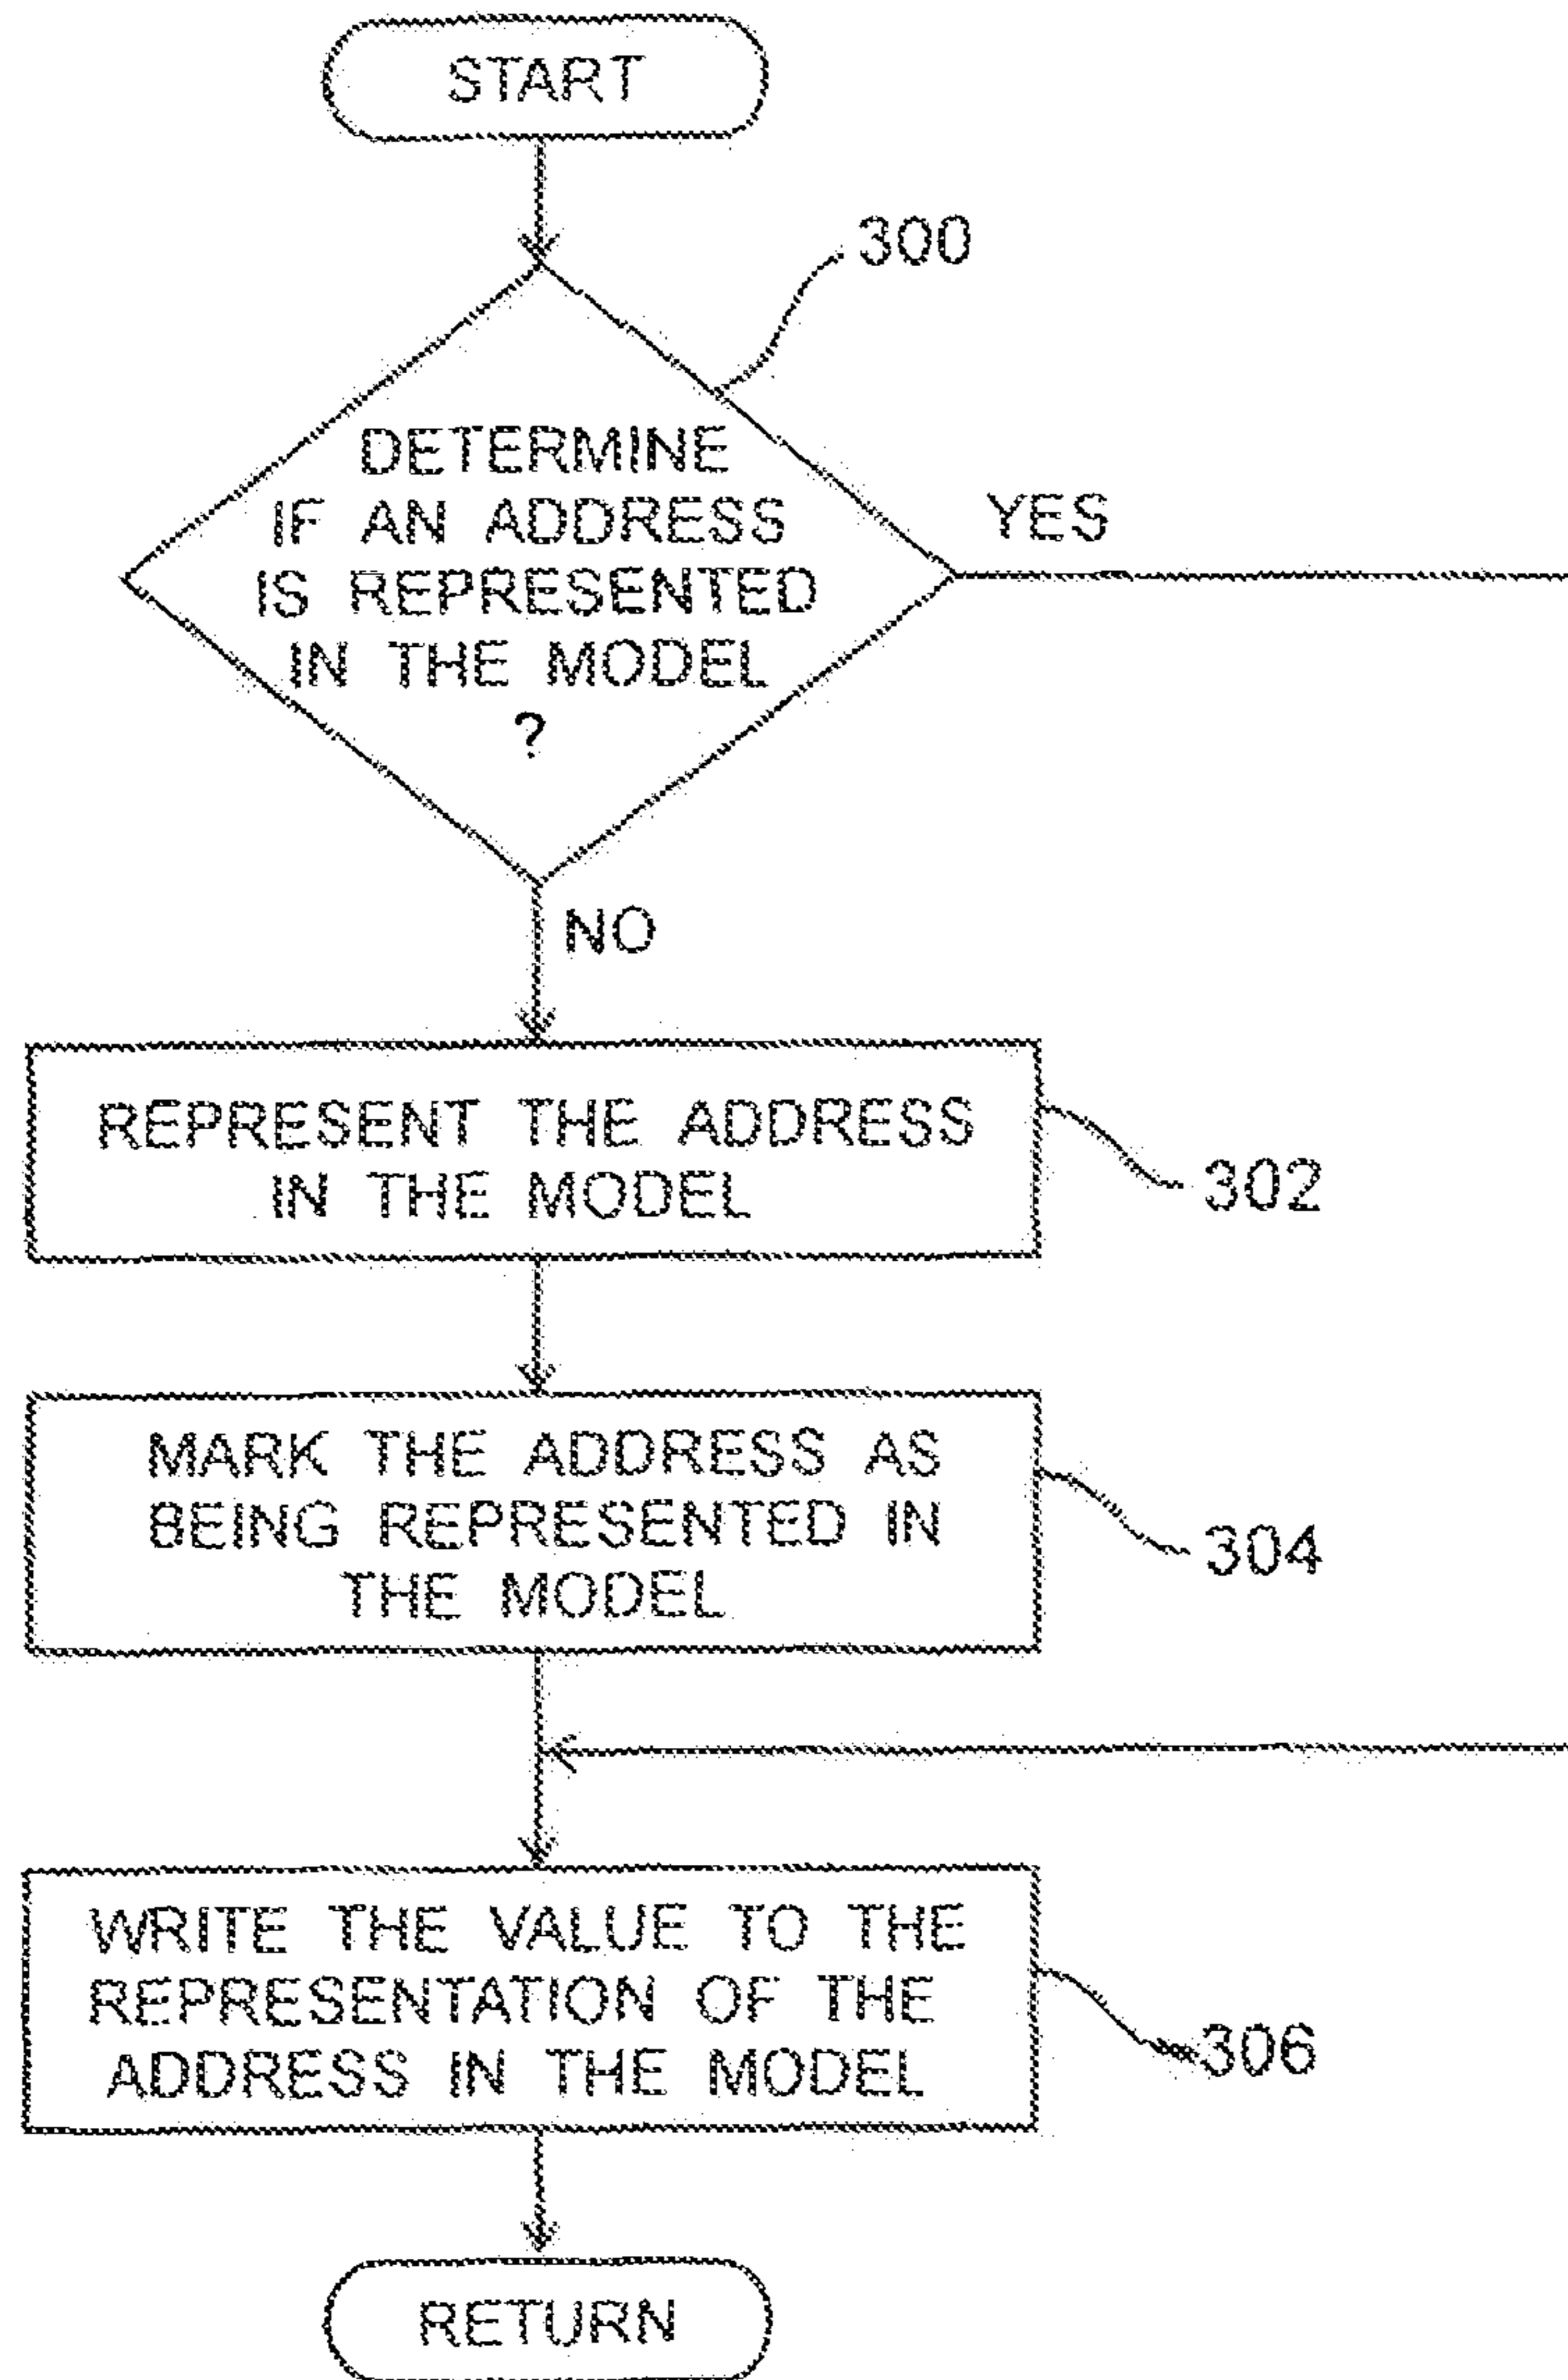 START
300
DETERMINE
IF AN ADDRESS
IS REPRESENTED
IN THE MODEL
?
YES
NO
REPRESENT THE ADDRESS
IN THE MODEL
302
MARK THE ADDRESS AS
BEING REPRESENTED IN
THE MODEL
304
WRITE THE VALUE TO THE
REPRESENTATION OF THE
ADDRESS IN THE MODEL
306
RETURN